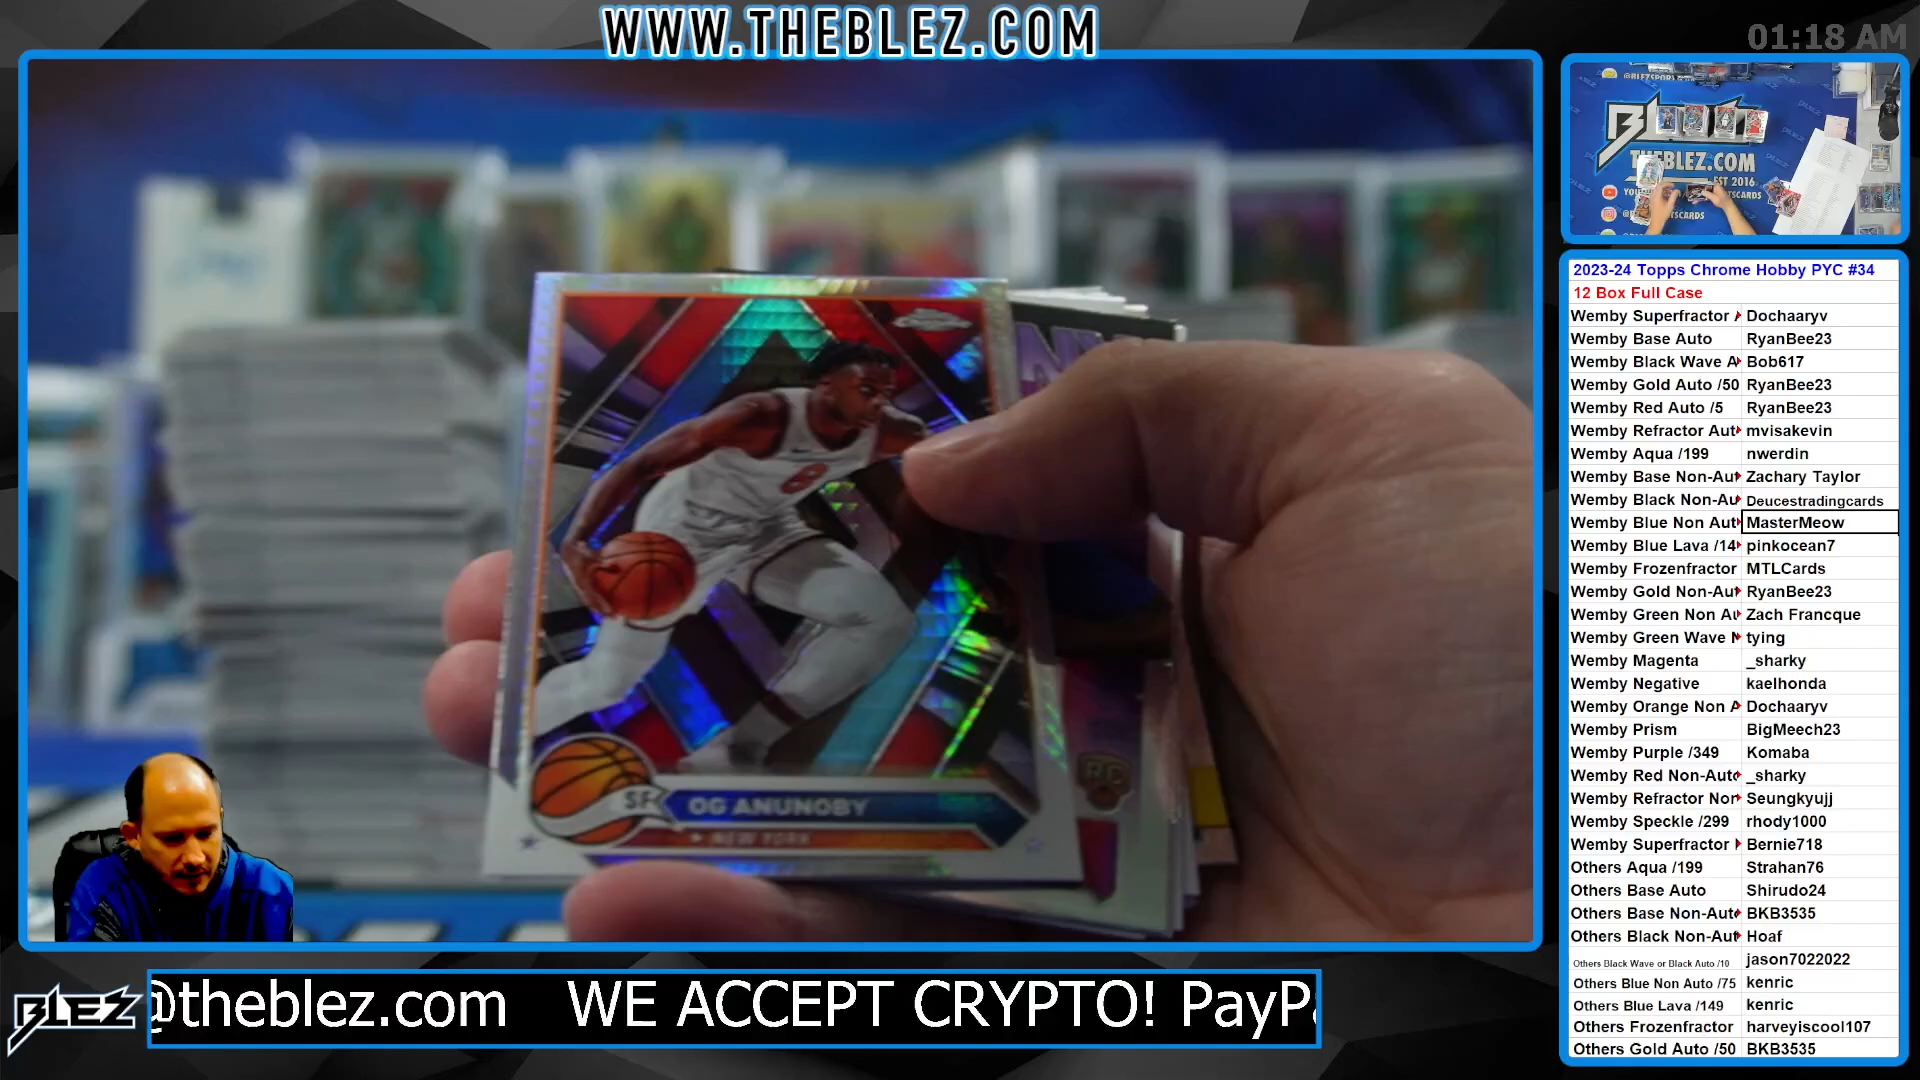 WWW.THEBLEZ.COM
01:18 AM
THEBLEZ.COM
EST 2016
2023-24 Topps Chrome Hobby PYC #34
12 Box Full Case
Wemby Superfractor Dochaaryv
Wemby Base Auto RyanBee23
Wemby Black Wave A Bob617
Wemby Gold Auto /50 RyanBee23
Wemby Red Auto /5 RyanBee23
Wemby Refractor Aut mvisakevin
Wemby Aqua /199 nwerdin
Wemby Base Non-Aut Zachary Taylor
Wemby Black Non-Au Deucestradingcards
Wemby Blue Non Aut MasterMeow
Wemby Blue Lava /14 pinkocean7
Wemby Frozenfractor MTLCards
Wemby Gold Non-Aut RyanBee23
Wemby Green Non Au Zach Francque
Wemby Green Wave N tying
Wemby Magenta _sharky
Wemby Negative kaelhonda
Wemby Orange Non A Dochaaryv
Wemby Prism BigMeech23
Wemby Purple /349 Komaba
Wemby Red Non-Auto _sharky
Wemby Refractor Non Seungkyujj
Wemby Speckle /299 rhody1000
Wemby Superfractor Bernie718
Others Aqua /199 Strahan76
Others Base Auto Shirudo24
Others Base Non-Auto BKB3535
Others Black Non-Aut Hoaf
Others Black Wave or Black Auto /10 jason7022022
Others Blue Non Auto /75 kenric
Others Blue Lava /149 kenric
Others Frozenfractor harveyiscool107
Others Gold Auto /50 BKB3535
8
RC
SF OG ANUNOBY
NEW YORK
BLEZ
@theblez.com WE ACCEPT CRYPTO! PayP